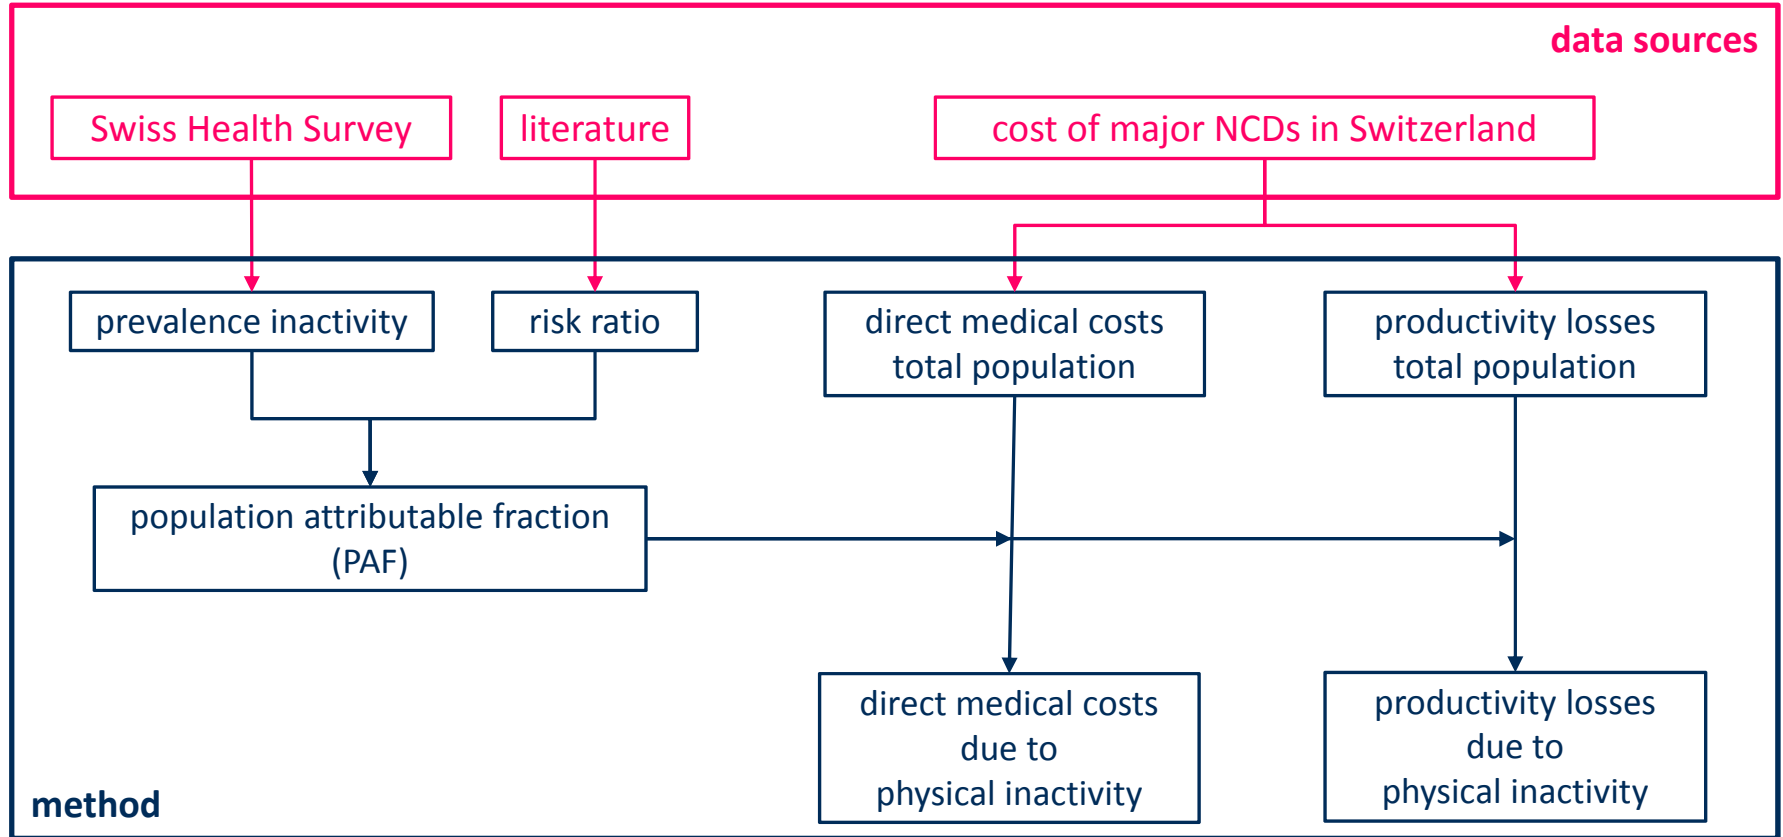 data sources
Swiss Health Survey
literature
cost of major NCDs in Switzerland
prevalence inactivity
risk ratio
direct medical costs
total population
productivity losses
total population
population attributable fraction
(PAF)
direct medical costs
due to
physical inactivity
productivity losses
due to
physical inactivity
method